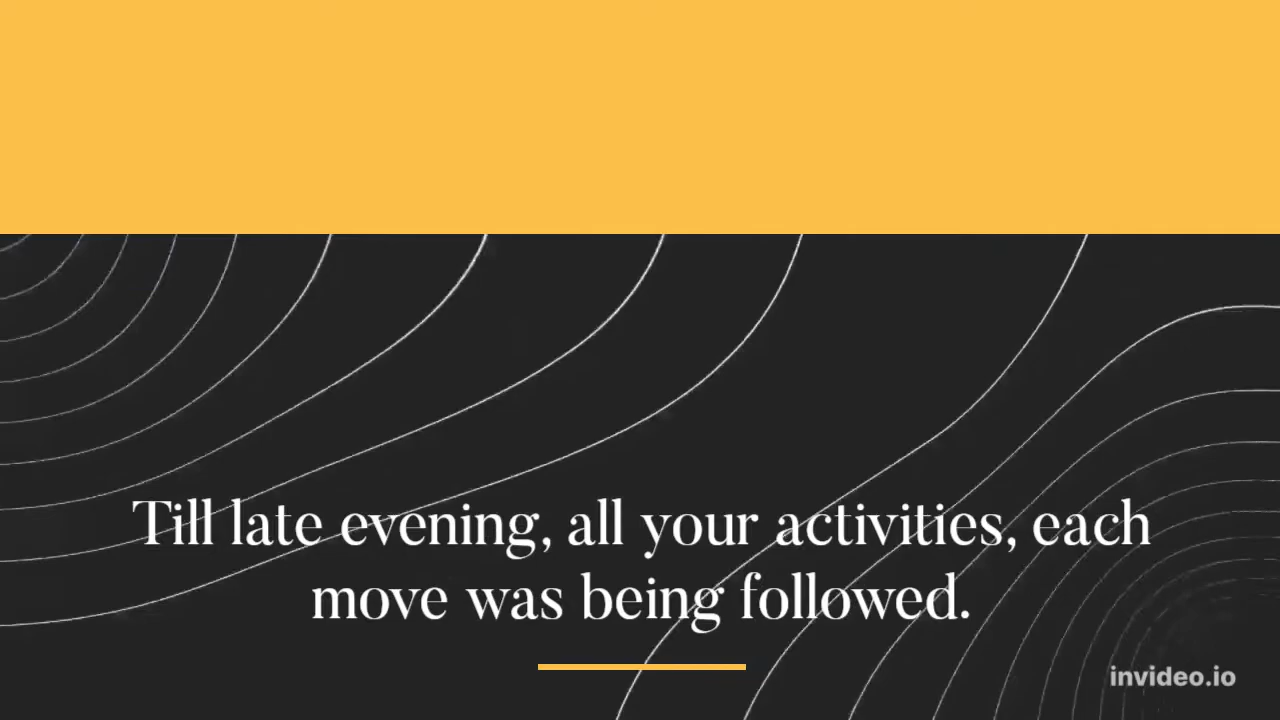 Till late evening, all your activities, each
move was being followed.
invideo.io